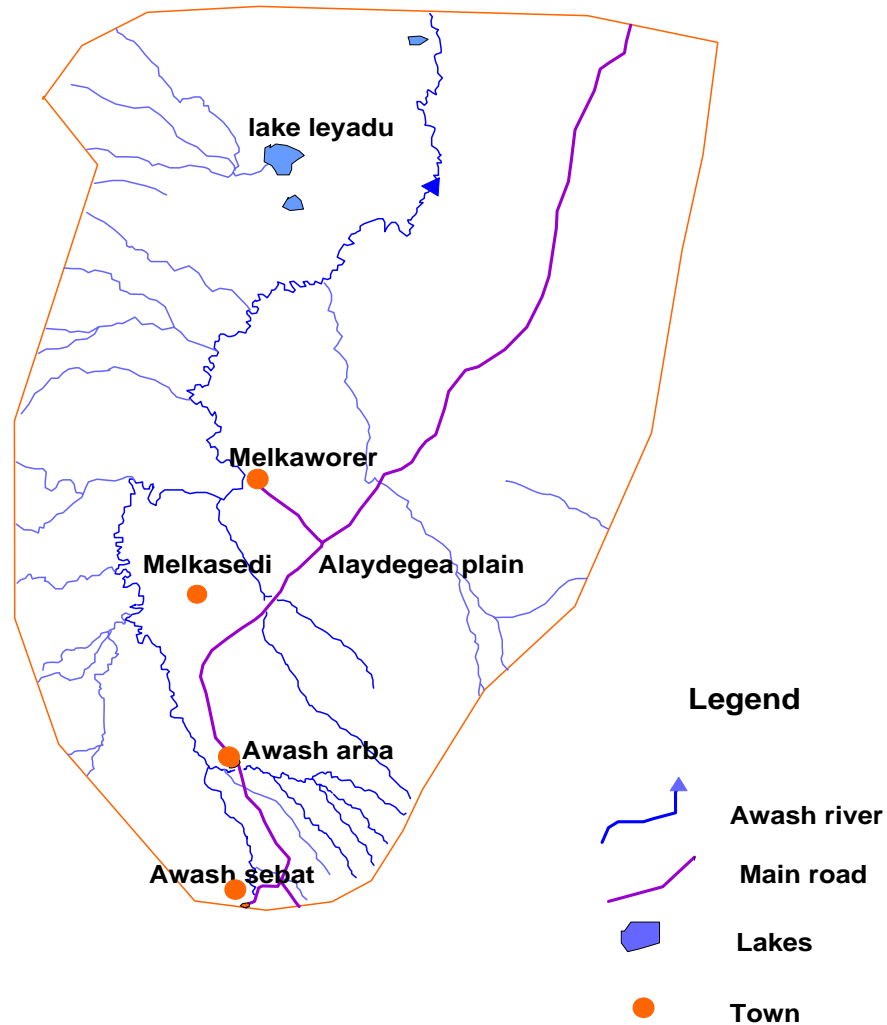 lake leyadu
Melkaworer
Melkasedi
Alaydegea plain
Awash arba
Awash sebat
Legend
Awash river
Main road
Lakes
Town